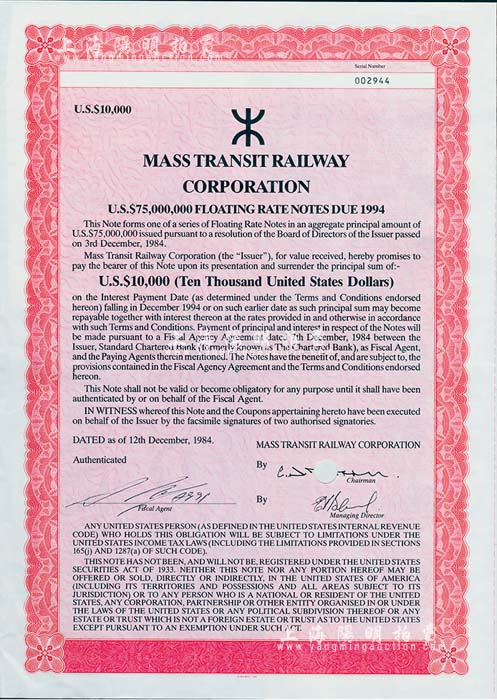 上海陽明拍賣
www.yangmingauction.com
Serial Number
002944
U.S.$10,000
MASS TRANSIT RAILWAY
CORPORATION
U.S.$75,000,000 FLOATING RATE NOTES DUE 1994
This Note forms one of a series of Floating Rate Notes in an aggregate principal amount of
U.S.$75,000,000 issued pursuant to a resolution of the Board of Directors of the Issuer passed
on 3rd December, 1984.
Mass Transit Railway Corporation (the "Issuer"), for value received, hereby promises to
pay the bearer of this Note upon its presentation and surrender the principal sum of:-
U.S.$10,000 (Ten Thousand United States Dollars)
on the Interest Payment Date (as determined under the Terms and Conditions endorsed
hereon) falling in December 1994 or on such earlier date as such principal sum may become
repayable together with interest thereon at the rates provided in and otherwise in accordance
with such Terms and Conditions. Payment of principal and interest in respect of the Notes will
be made pursuant to a Fiscal Agency Agreement dated 7th December, 1984 between the
Issuer, Standard Chartered Bank (formerly known as The Chartered Bank), as Fiscal Agent,
and the Paying Agents therein mentioned. The Notes have the benefit of, and are subject to, the
provisions contained in the Fiscal Agency Agreement and the Terms and Conditions endorsed
hereon.
This Note shall not be valid or become obligatory for any purpose until it shall have been
authenticated by or on behalf of the Fiscal Agent.
IN WITNESS whereof this Note and the Coupons appertaining hereto have been executed
on behalf of the Issuer by the facsimile signatures of two authorised signatories.
DATED as of 12th December, 1984.
MASS TRANSIT RAILWAY CORPORATION
Authenticated
By
Chairman
Fiscal Agent
By
Managing Director
ANY UNITED STATES PERSON (AS DEFINED IN THE UNITED STATES INTERNAL REVENUE
CODE) WHO HOLDS THIS OBLIGATION WILL BE SUBJECT TO LIMITATIONS UNDER THE
UNITED STATES INCOME TAX LAWS (INCLUDING THE LIMITATIONS PROVIDED IN SECTIONS
165(j) AND 1287(a) OF SUCH CODE).
THIS NOTE HAS NOT BEEN, AND WILL NOT BE, REGISTERED UNDER THE UNITED STATES
SECURITIES ACT OF 1933. NEITHER THIS NOTE NOR ANY PORTION HEREOF MAY BE
OFFERED OR SOLD, DIRECTLY OR INDIRECTLY, IN THE UNITED STATES OF AMERICA
(INCLUDING ITS TERRITORIES AND POSSESSIONS AND ALL AREAS SUBJECT TO ITS
JURISDICTION) OR TO ANY PERSON WHO IS A NATIONAL OR RESIDENT OF THE UNITED
STATES, ANY CORPORATION, PARTNERSHIP OR OTHER ENTITY ORGANISED IN OR UNDER
THE LAWS OF THE UNITED STATES OR ANY POLITICAL SUBDIVISION THEREOF OR ANY
ESTATE OR TRUST WHICH IS NOT A FOREIGN ESTATE OR TRUST AS TO THE UNITED STATES
EXCEPT PURSUANT TO AN EXEMPTION UNDER SUCH ACT.
上海陽明拍賣
www.yangmingauction.com